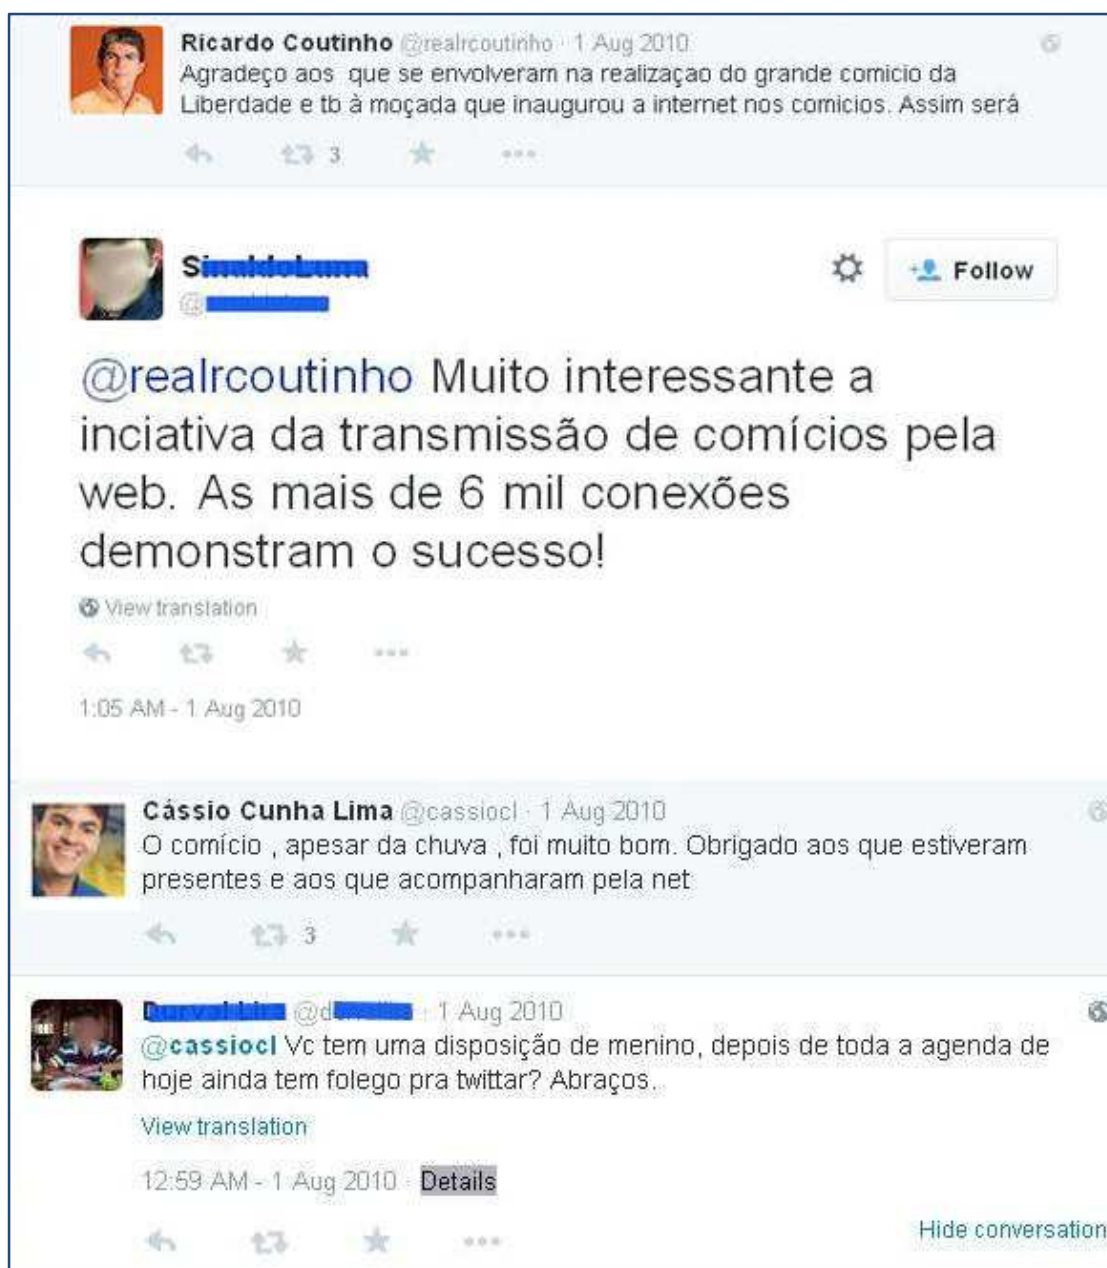 Ricardo Coutinho @realrcoutinho · 1 Aug 2010
Agradeço aos que se envolveram na realizaçao do grande comicio da
Liberdade e tb à moçada que inaugurou a internet nos comicios. Assim será
3
Follow
@
@realrcoutinho Muito interessante a
inciativa da transmissão de comícios pela
web. As mais de 6 mil conexões
demonstram o sucesso!
View translation
1:05 AM - 1 Aug 2010
Cássio Cunha Lima @cassiocl · 1 Aug 2010
O comício , apesar da chuva , foi muito bom. Obrigado aos que estiveram
presentes e aos que acompanharam pela net
3
· 1 Aug 2010
@cassiocl Vc tem uma disposição de menino, depois de toda a agenda de
hoje ainda tem folego pra twittar? Abraços.
View translation
12:59 AM - 1 Aug 2010 · Details
Hide conversation